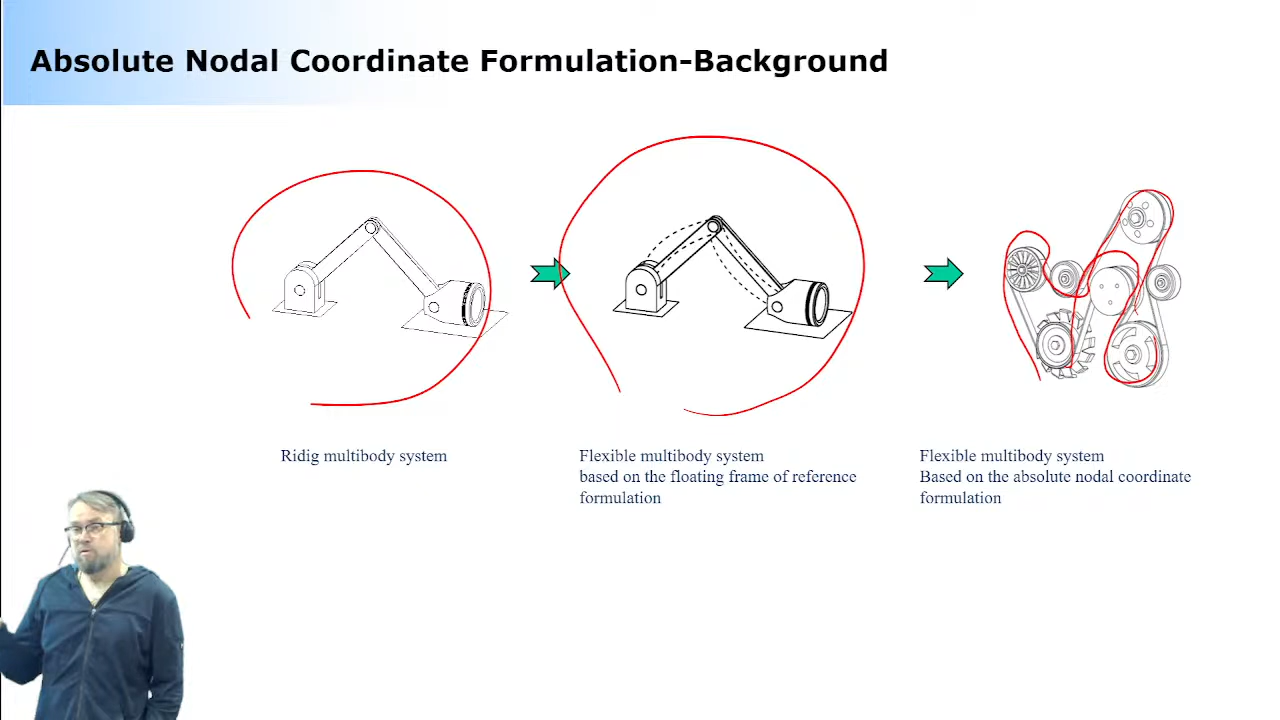 Absolute Nodal Coordinate Formulation-Background
Ridig multibody system
Flexible multibody system
based on the floating frame of reference
formulation
Flexible multibody system
Based on the absolute nodal coordinate
formulation